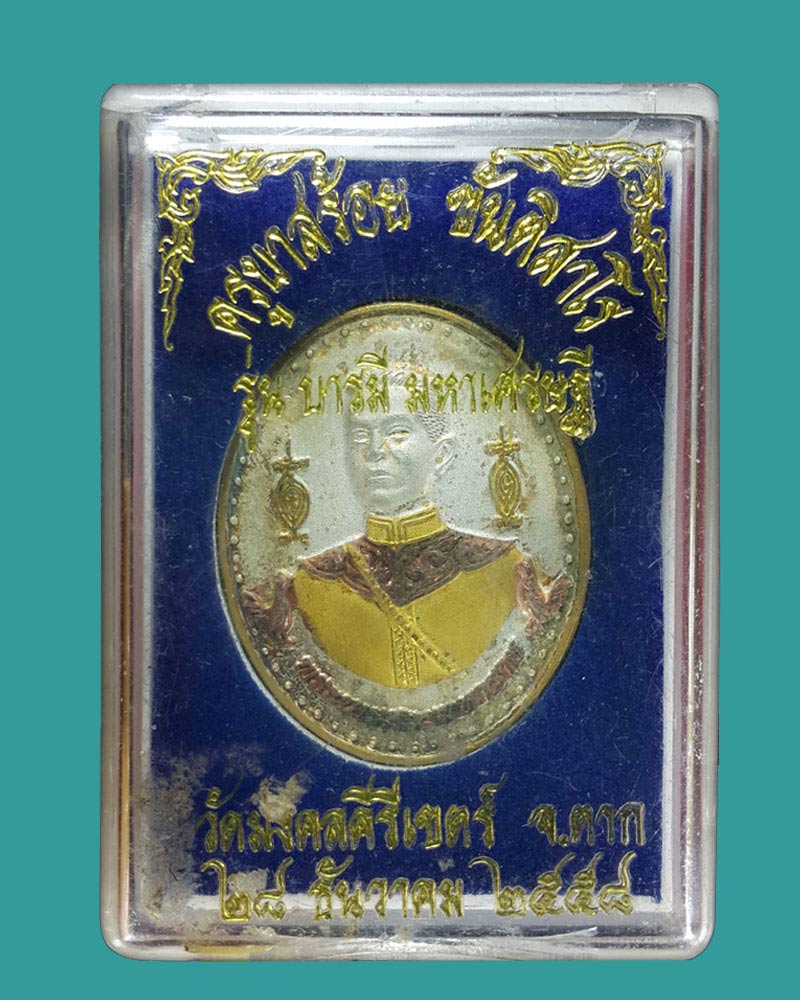 ครูบาสร้อย ขันติสาโร
รุ่น บารมี มหาเศรษฐี
วัดมงคลคีรีเขตร์ จ.ตาก
๒๘ ธันวาคม ๒๕๕๘